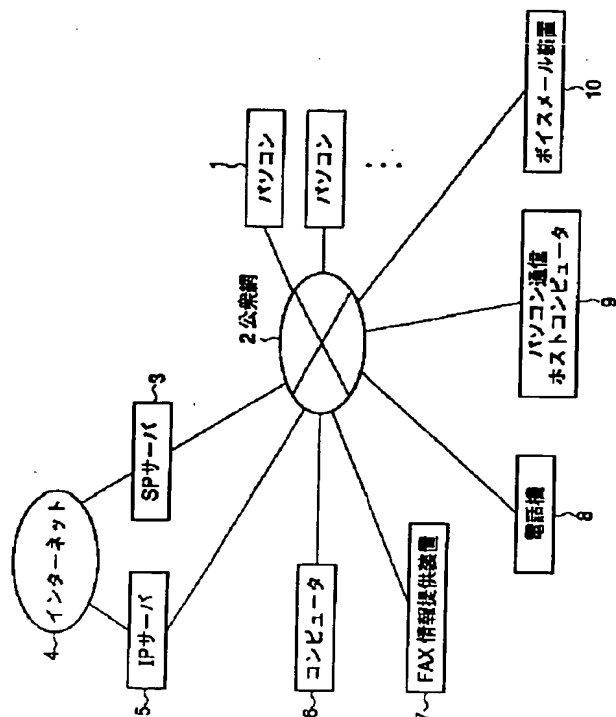 インターネット
4
IPサーバ
5
SPサーバ
3
2 公衆網
1
パソコン
パソコン
コンピュータ
6
FAX 情報提供装置
7
電話機
8
パソコン通信
ホストコンピュータ
9
ボイスメール装置
10